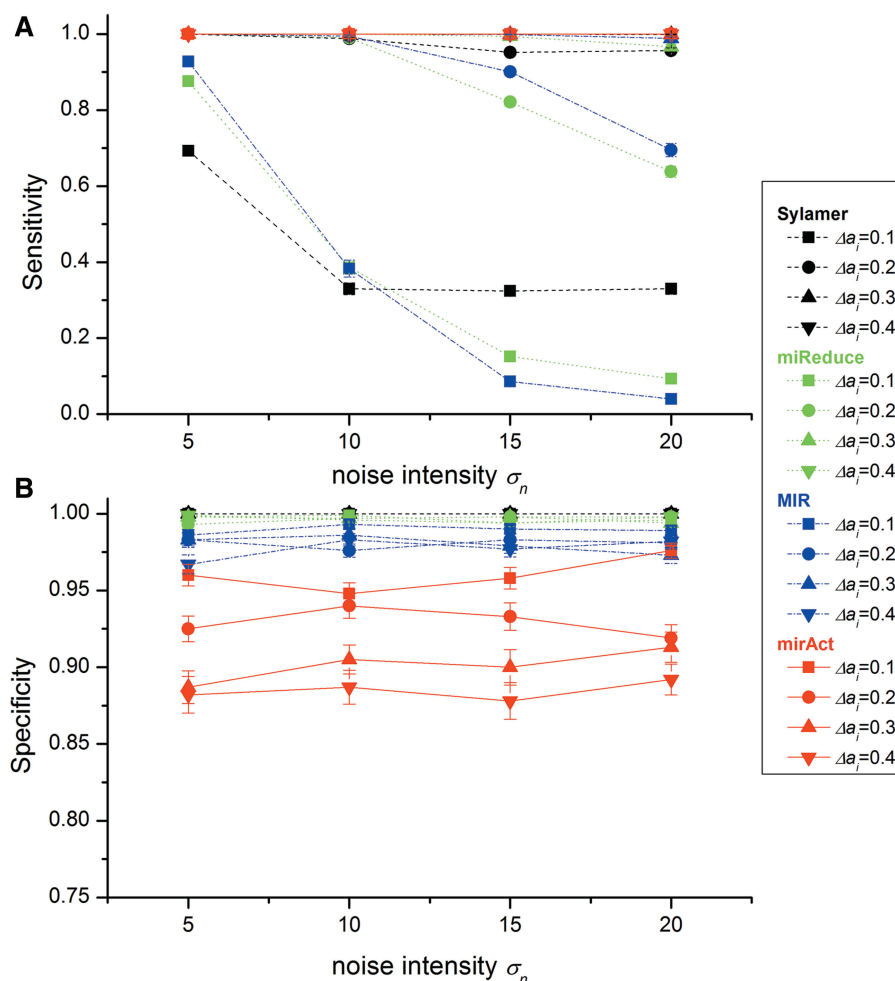 A
1.0
0.8
0.6
0.4
0.2
0.0
Sensitivity
5 10 15 20
noise intensity σn
B
1.00
0.95
0.90
0.85
0.80
0.75
Specificity
5 10 15 20
noise intensity σn
Sylamer
Δai=0.1
Δai=0.2
Δai=0.3
Δai=0.4
miReduce
Δai=0.1
Δai=0.2
Δai=0.3
Δai=0.4
MIR
Δai=0.1
Δai=0.2
Δai=0.3
Δai=0.4
mirAct
Δai=0.1
Δai=0.2
Δai=0.3
Δai=0.4